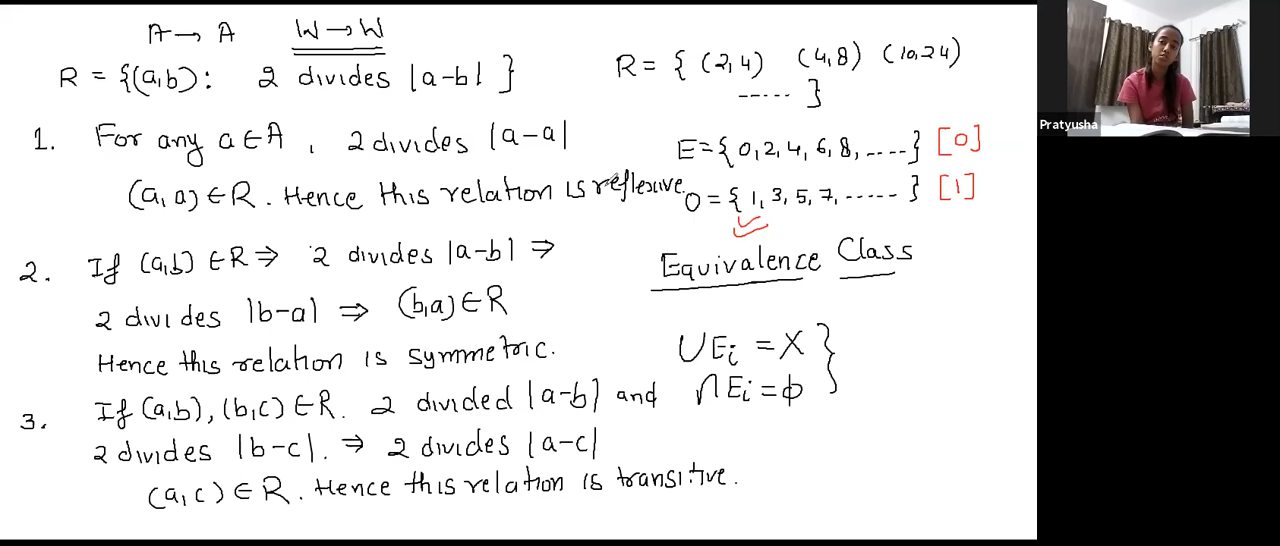 A → A    W → W
R = {(a,b) : 2 divides |a-b| }
1. For any a ∈ A, 2 divides |a-a|
(a,a) ∈ R. Hence this relation is reflexive
2. If (a,b) ∈ R ⇒ 2 divides |a-b| ⇒
2 divides |b-a| ⇒ (b,a) ∈ R
Hence this relation is symmetric.
3. If (a,b), (b,c) ∈ R. 2 divided |a-b| and
2 divides |b-c|. ⇒ 2 divides |a-c|
(a,c) ∈ R. Hence this relation is transitive.
R = { (2,4) (4,8) (10,24)
----- }
E = { 0, 2, 4, 6, 8, ..... } [0]
O = { 1, 3, 5, 7, ...... } [1]
Equivalence Class
∪Ei = X }
∩Ei = ϕ
Pratyusha